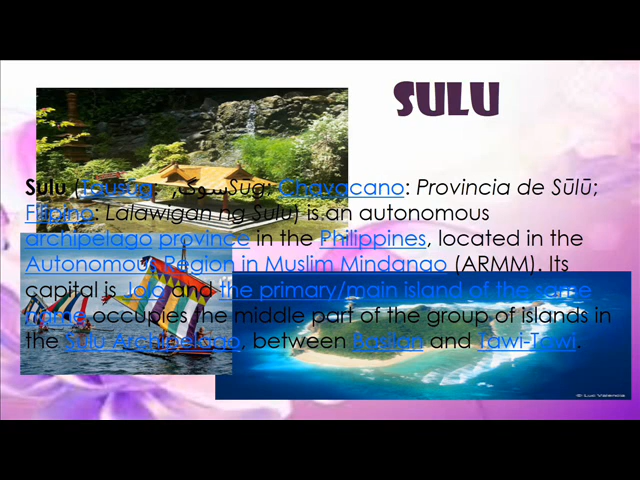 SULU
Sulu (Tausūg: سوگ, Sūg; Chavacano: Provincia de Sūlū;
Filipino: Lalawigan ng Sulu) is an autonomous
archipelago province in the Philippines, located in the
Autonomous Region in Muslim Mindanao (ARMM). Its
capital is Jolo and the primary/main island of the same
name occupies the middle part of the group of islands in
the Sulu Archipelago, between Basilan and Tawi-Tawi.
© Luc Valencia